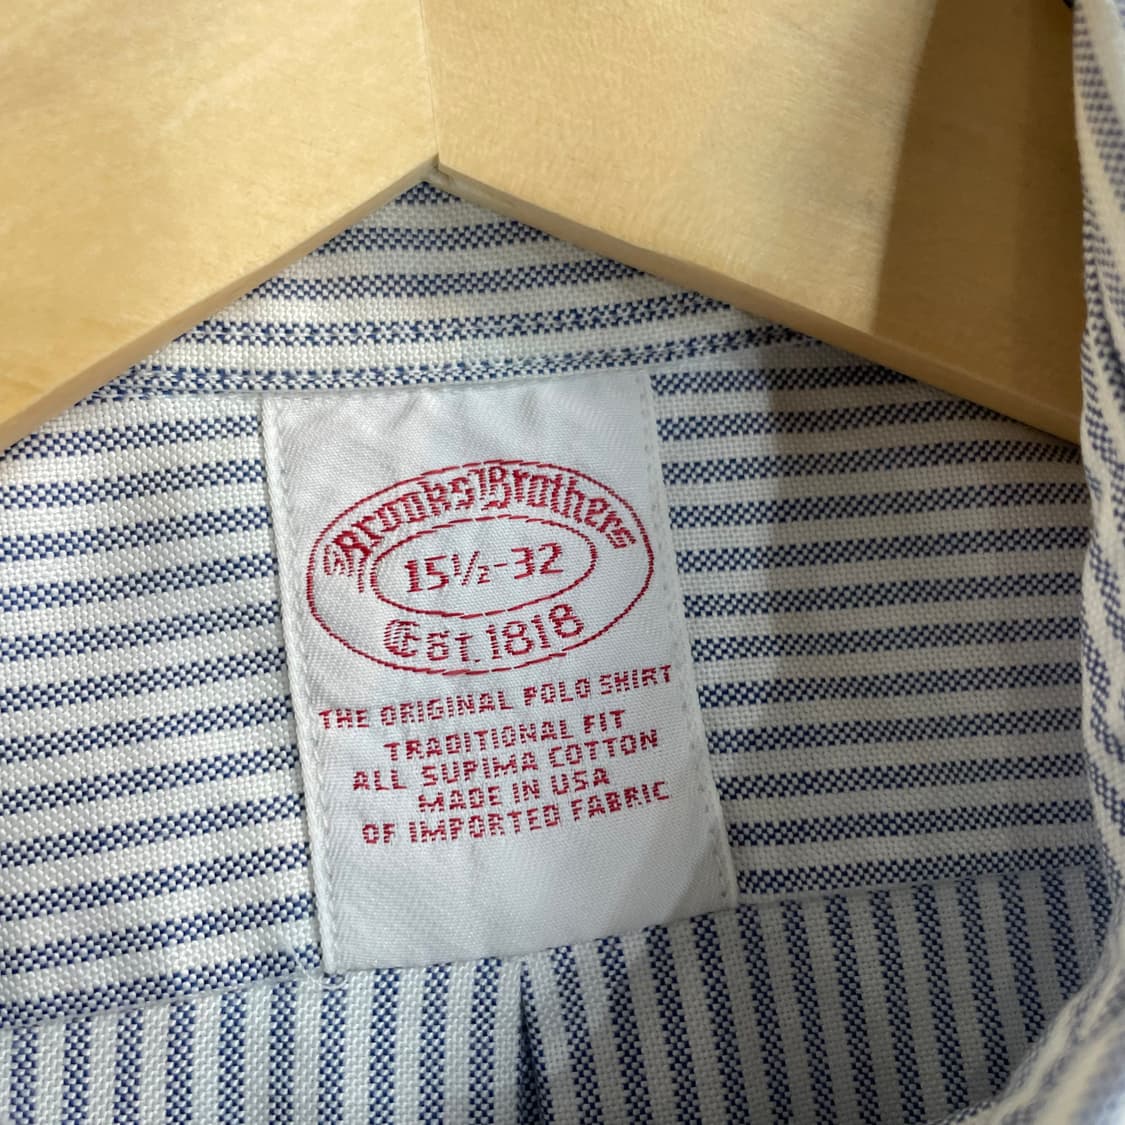 Brooks Brothers
15½-32
Est. 1818
THE ORIGINAL POLO SHIRT
TRADITIONAL FIT
ALL SUPIMA COTTON
MADE IN USA
OF IMPORTED FABRIC